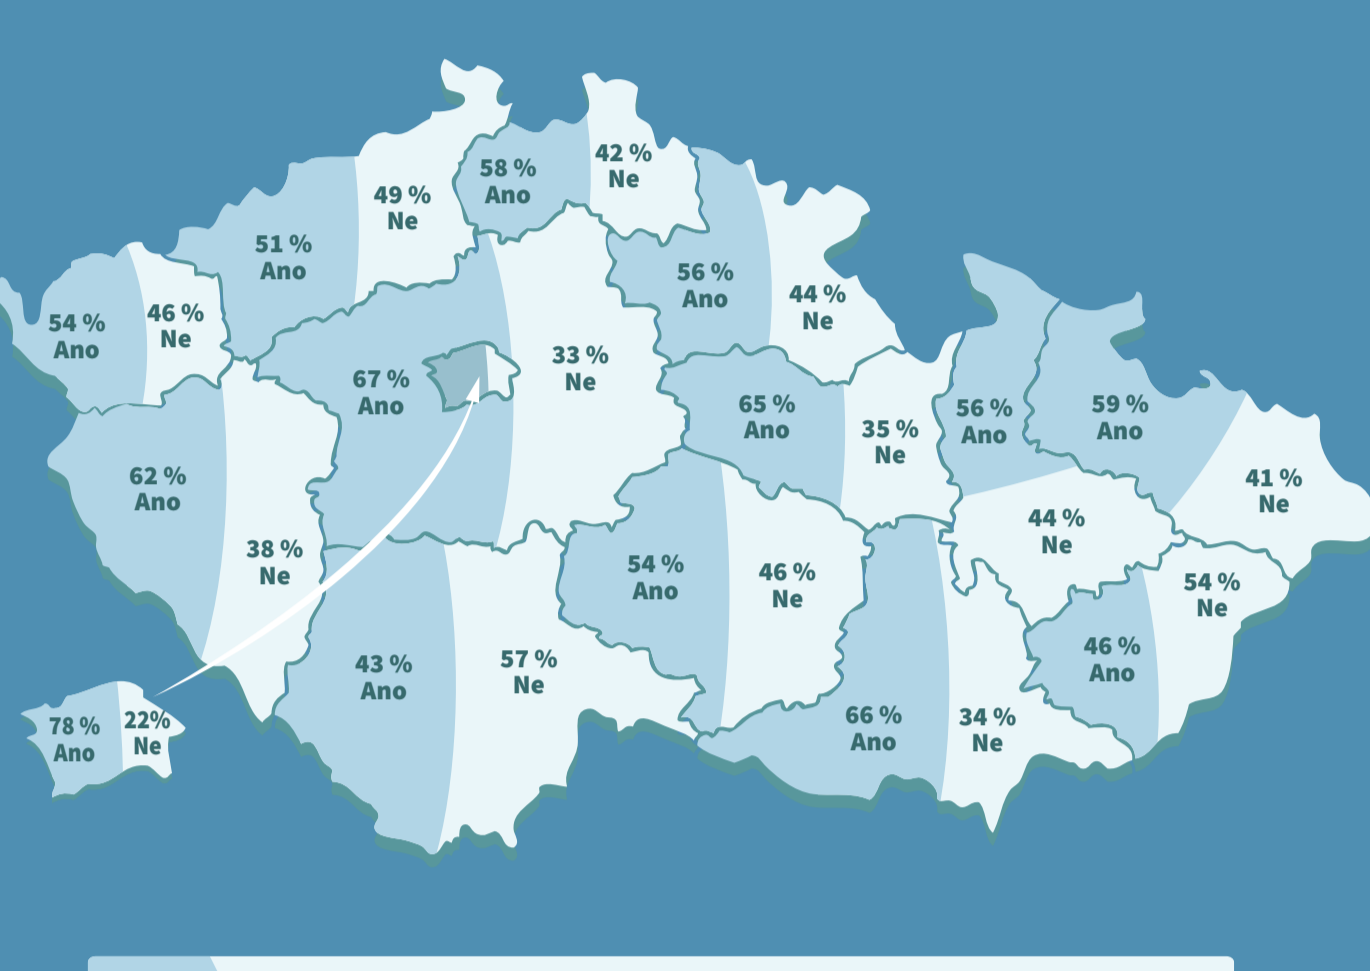 42 %
Ne
58 %
Ano
49 %
Ne
51 %
Ano
56 %
Ano
44 %
Ne
46 %
Ne
54 %
Ano
33 %
Ne
67 %
Ano
65 %
Ano
35 %
Ne
56 %
Ano
59 %
Ano
41 %
Ne
62 %
Ano
38 %
Ne
44 %
Ne
54 %
Ano
46 %
Ne
54 %
Ne
46 %
Ano
43 %
Ano
57 %
Ne
66 %
Ano
34 %
Ne
78 %
Ano
22%
Ne